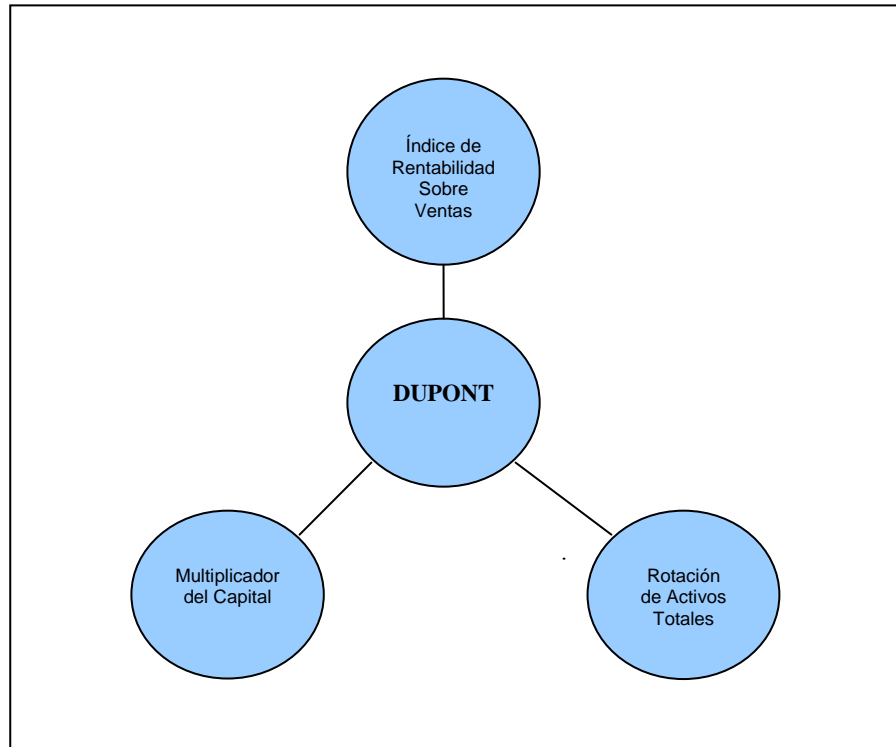 Índice de
Rentabilidad
Sobre
Ventas
DUPONT
Multiplicador
del Capital
.
Rotación
de Activos
Totales